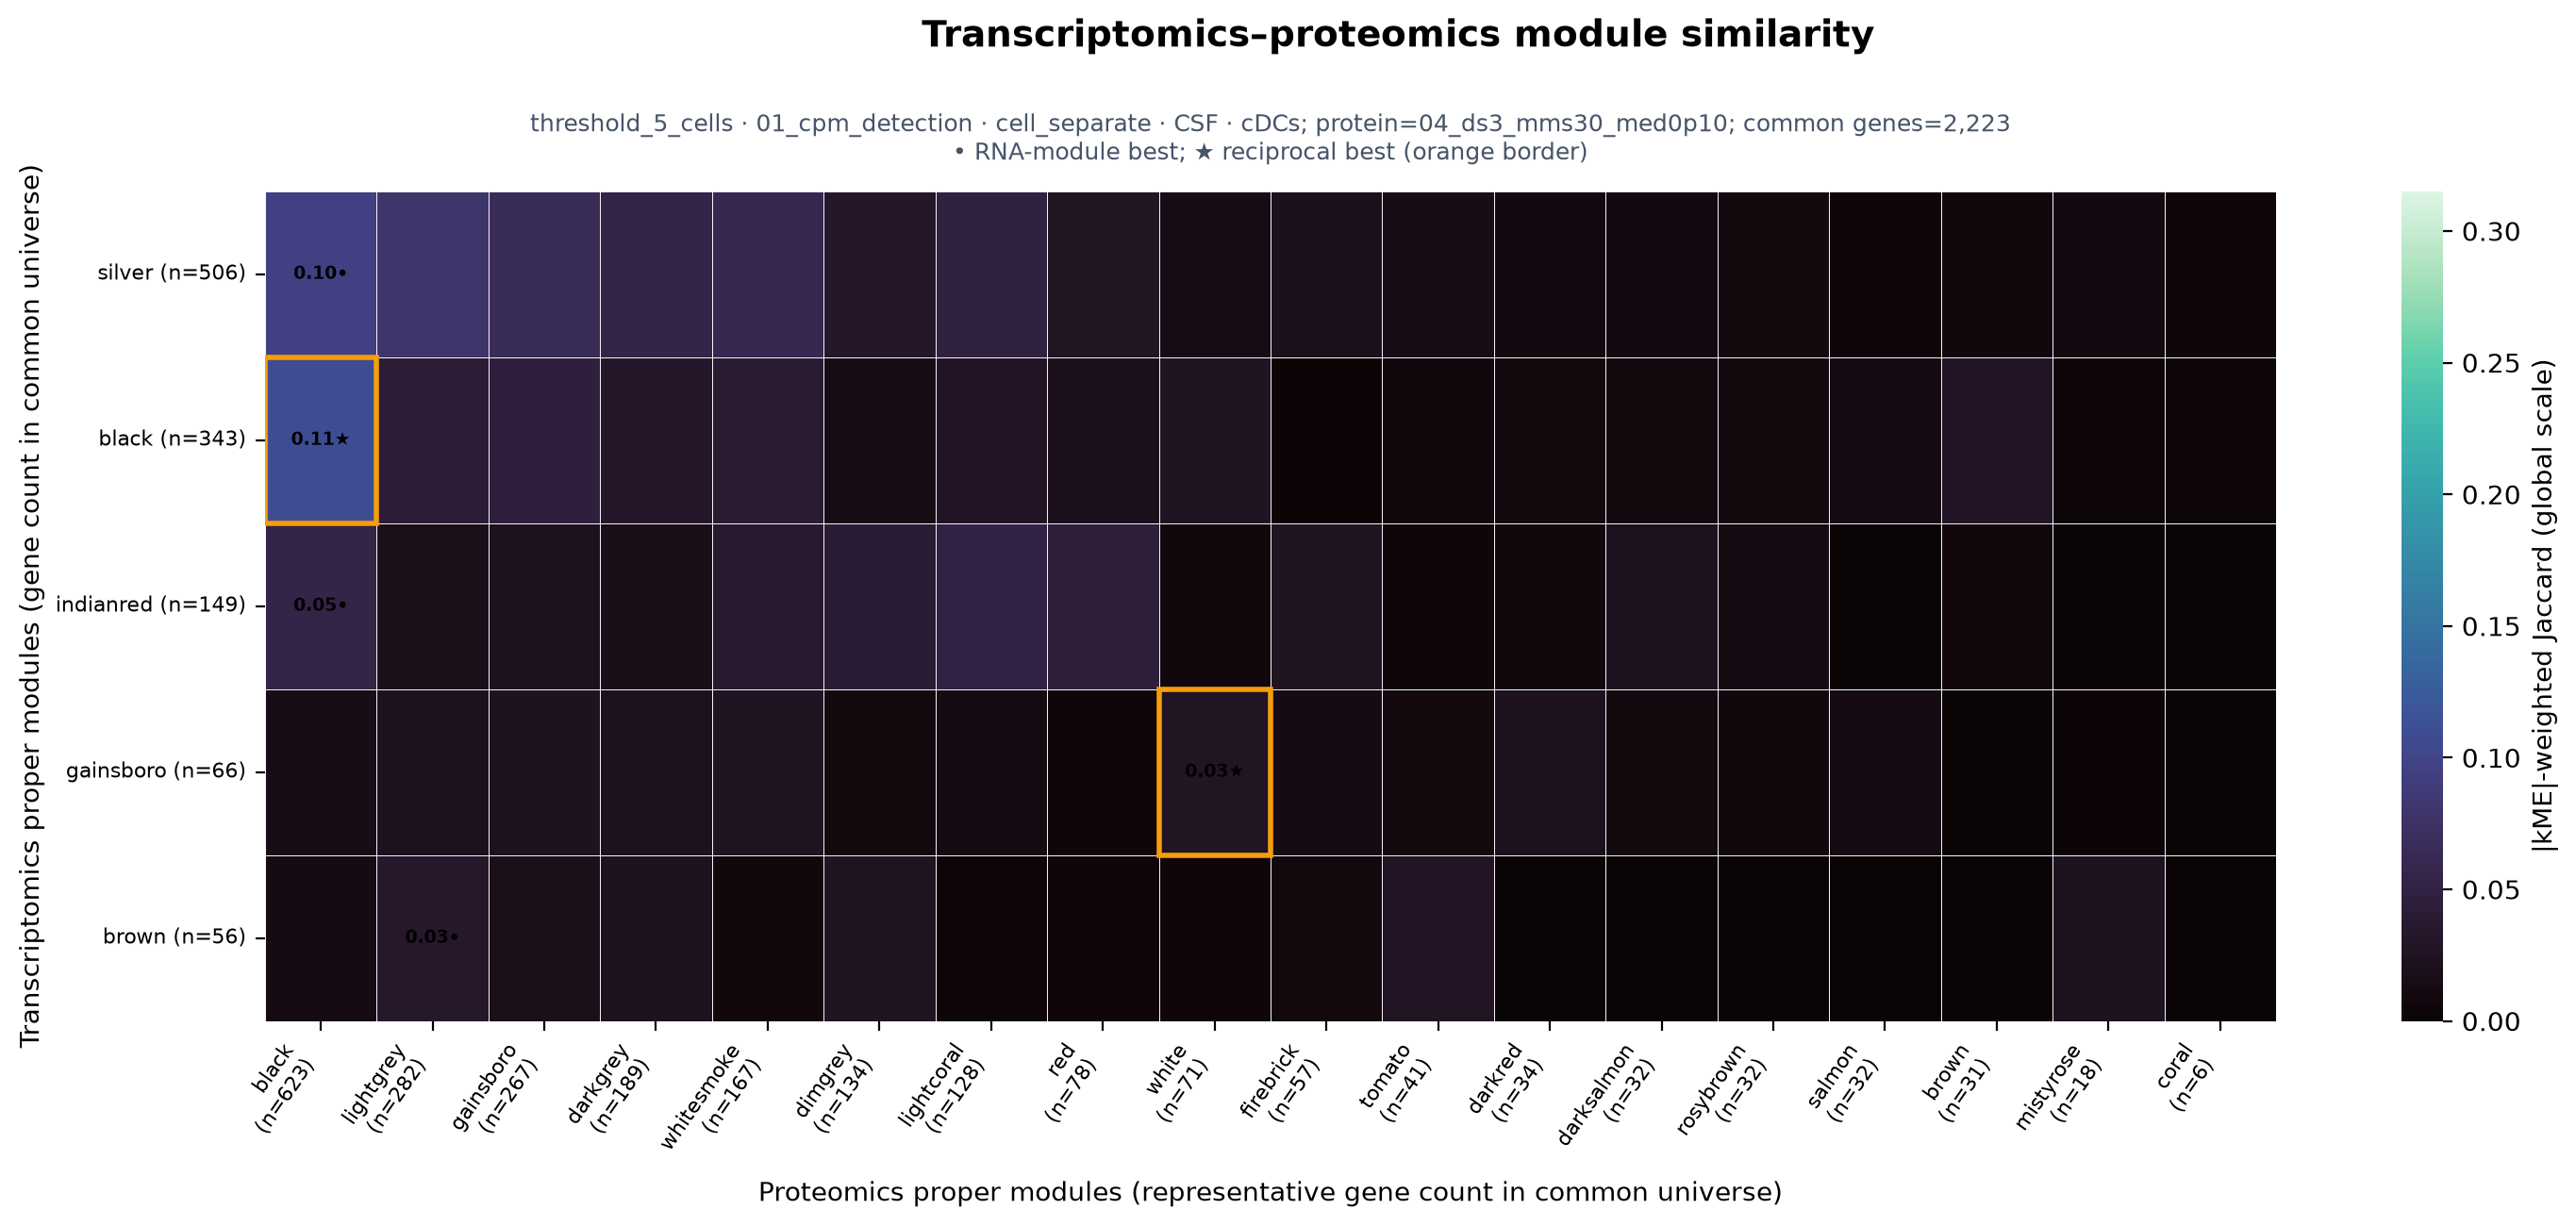 Transcriptomics–proteomics module similarity
threshold_5_cells · 01_cpm_detection · cell_separate · CSF · cDCs; protein=04_ds3_mms30_med0p10; common genes=2,223
• RNA-module best; ★ reciprocal best (orange border)
Transcriptomics proper modules (gene count in common universe)
silver (n=506)
0.10•
black (n=343)
0.11★
indianred (n=149)
0.05•
gainsboro (n=66)
0.03★
brown (n=56)
0.03•
black
(n=623)
lightgrey
(n=282)
gainsboro
(n=267)
darkgrey
(n=189)
whitesmoke
(n=167)
dimgrey
(n=134)
lightcoral
(n=128)
red
(n=78)
white
(n=71)
firebrick
(n=57)
tomato
(n=41)
darkred
(n=34)
darksalmon
(n=32)
rosybrown
(n=32)
salmon
(n=32)
brown
(n=31)
mistyrose
(n=18)
coral
(n=6)
Proteomics proper modules (representative gene count in common universe)
0.30
0.25
0.20
0.15
0.10
0.05
0.00
|kME|-weighted Jaccard (global scale)